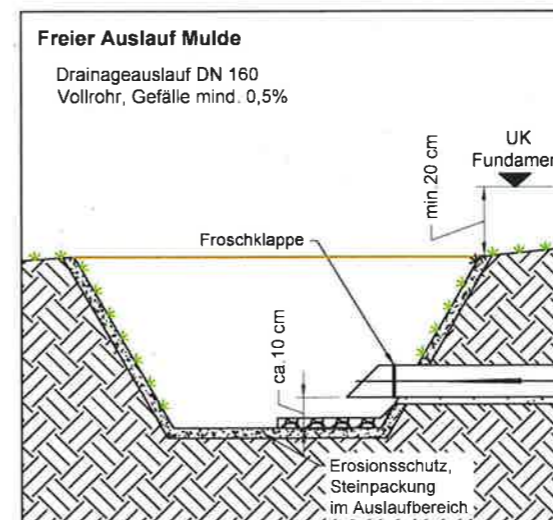 Freier Auslauf Mulde
Drainageauslauf DN 160
Vollrohr, Gefälle mind. 0,5%
UK
Fundamen
min.20 cm
Froschklappe
ca.10 cm
Erosionsschutz,
Steinpackung
im Auslaufbereich